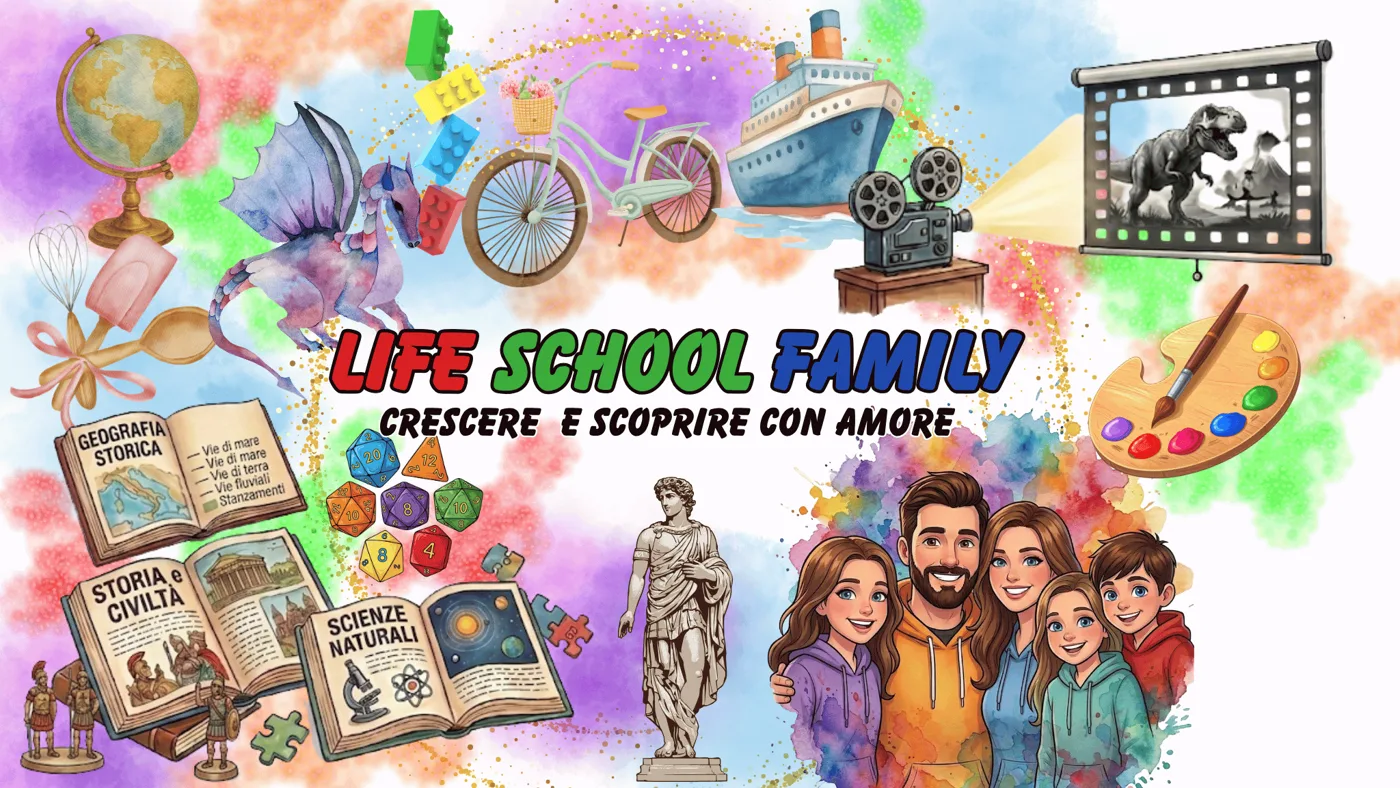 LIFE SCHOOL FAMILY
CRESCERE E SCOPRIRE CON AMORE
GEOGRAFIA
STORICA
Vie di mare
Vie di mare
Vie di terra
Vie fluviali
Stanzamenti
20
12
10
8
10
8
4
STORIA e
CIVILTÀ
SCIENZE
NATURALI